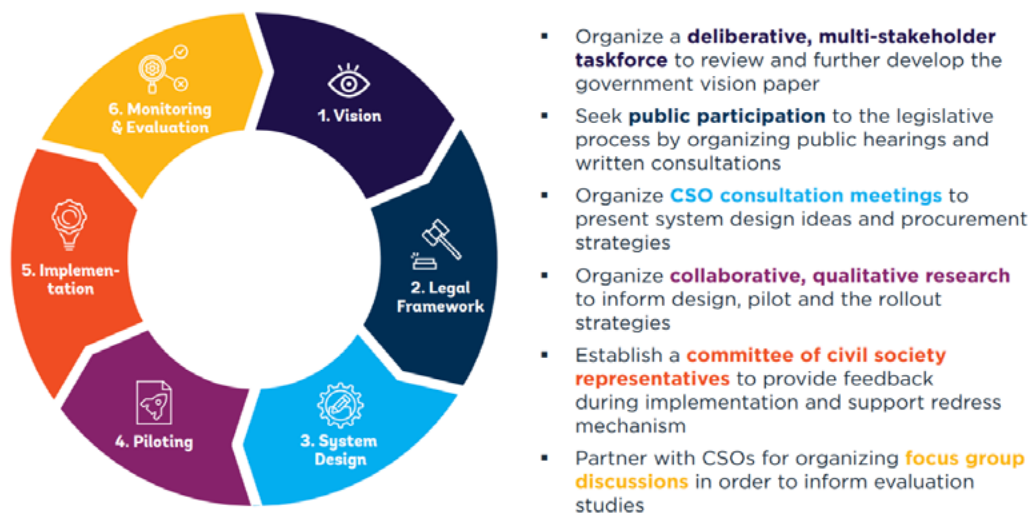 1. Vision
2. Legal
Framework
3. System
Design
4. Piloting
5. Implemen-
tation
6. Monitoring
& Evaluation
▪ Organize a deliberative, multi-stakeholder
taskforce to review and further develop the
government vision paper
▪ Seek public participation to the legislative
process by organizing public hearings and
written consultations
▪ Organize CSO consultation meetings to
present system design ideas and procurement
strategies
▪ Organize collaborative, qualitative research
to inform design, pilot and the rollout
strategies
▪ Establish a committee of civil society
representatives to provide feedback
during implementation and support redress
mechanism
▪ Partner with CSOs for organizing focus group
discussions in order to inform evaluation
studies